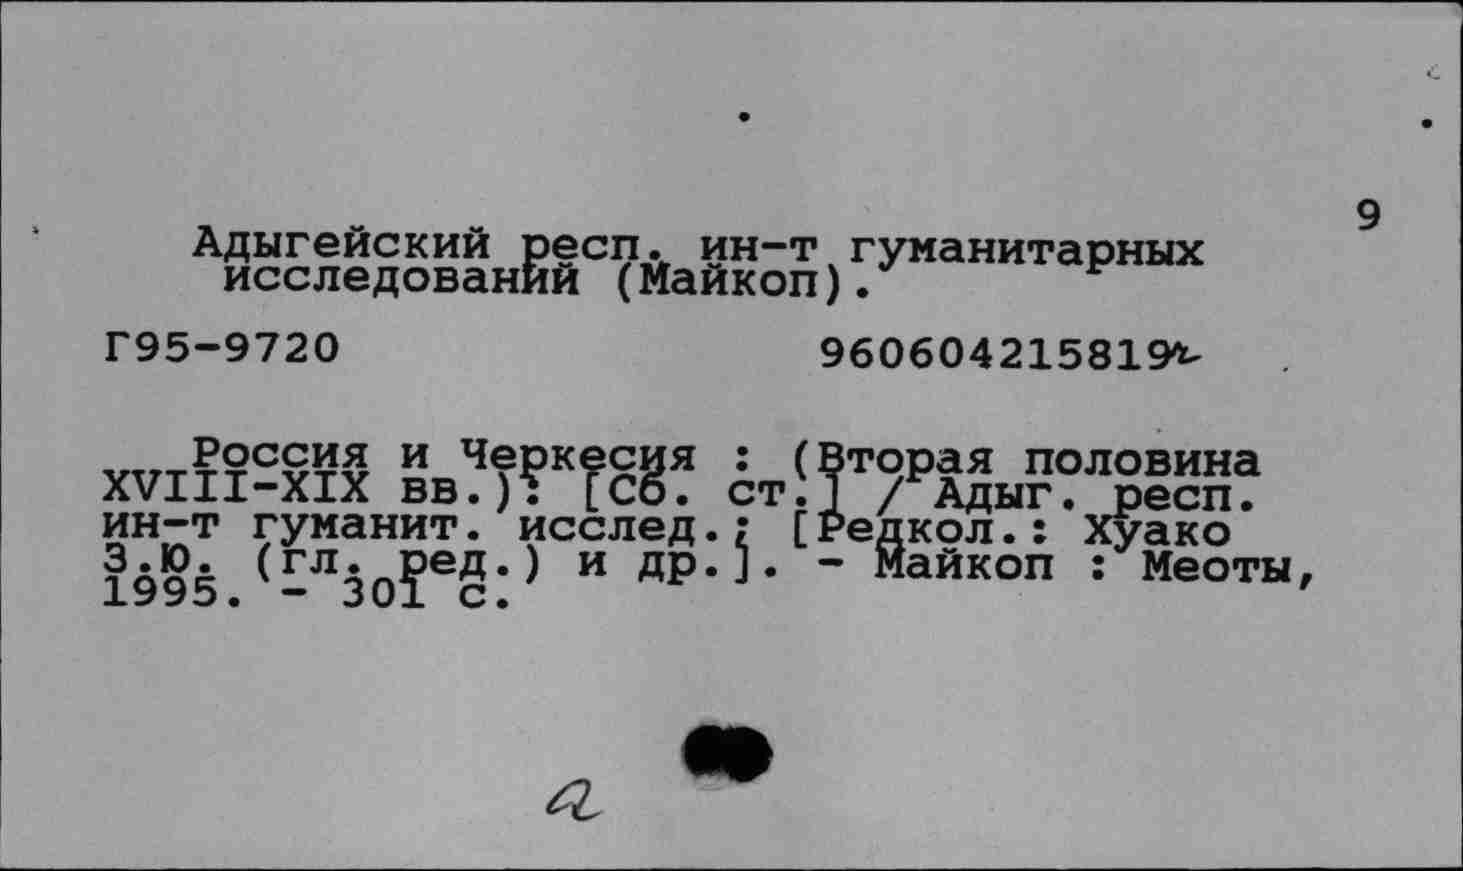 9
Адыгейский респ. ин-т гуманитарных
исследований (Майкоп).
Г95-9720 960604215819
Россия и Черкесия : (Вторая половина
XVIII-XIX вв.): [Сб. ст.] / Адыг. респ.
ин-т гуманит. исслед.; [Редкол.: Хуако
З.Ю. (гл. ред.) и др.]. - Майкоп : Меоты,
1995. - 301 с.